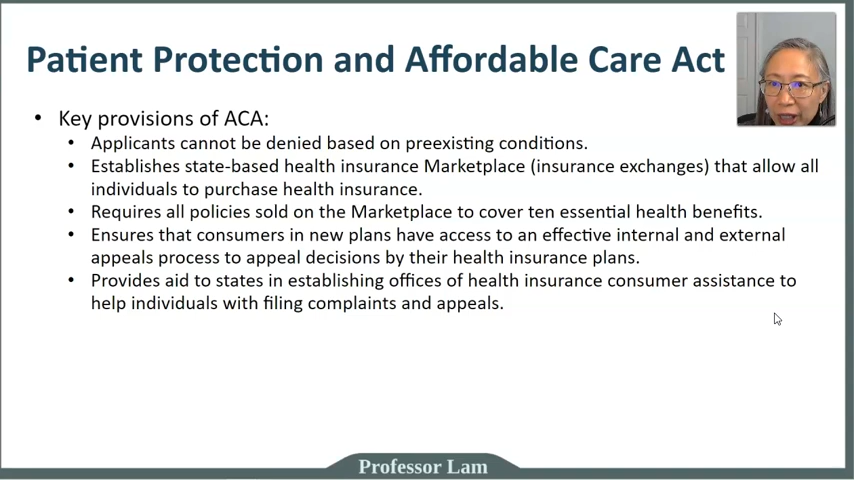 Patient Protection and Affordable Care Act
• Key provisions of ACA:
• Applicants cannot be denied based on preexisting conditions.
• Establishes state-based health insurance Marketplace (insurance exchanges) that allow all
individuals to purchase health insurance.
• Requires all policies sold on the Marketplace to cover ten essential health benefits.
• Ensures that consumers in new plans have access to an effective internal and external
appeals process to appeal decisions by their health insurance plans.
• Provides aid to states in establishing offices of health insurance consumer assistance to
help individuals with filing complaints and appeals.
Professor Lam